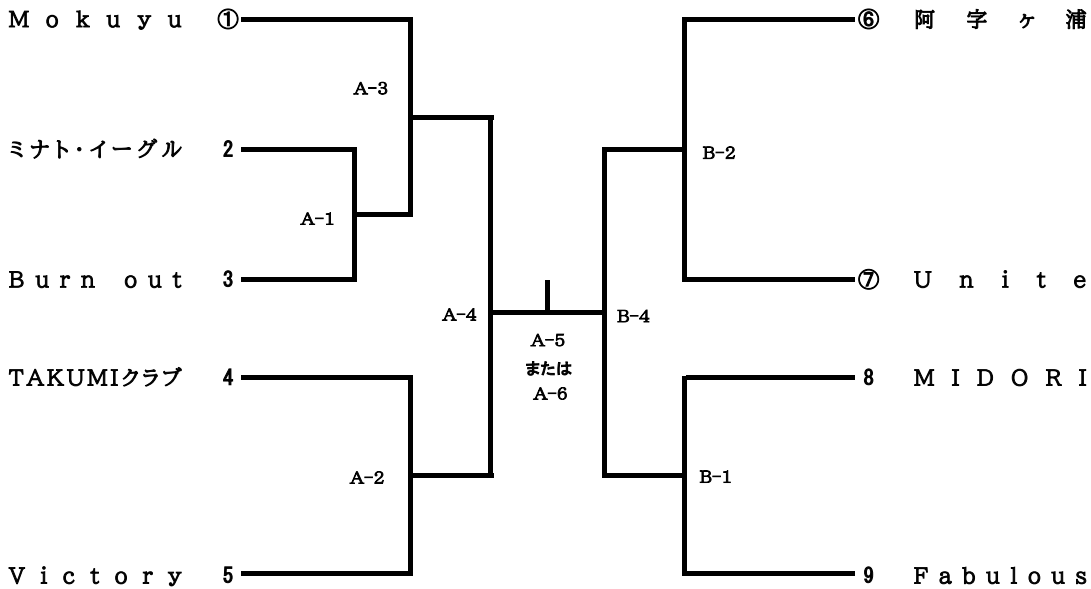 Mokuyu ①
A-3
ミナト・イーグル 2
A-1
Burn out 3
A-4
TAKUMIクラブ 4
A-2
Victory 5
A-5
または
A-6
⑥ 阿字ヶ浦
B-2
⑦ Unite
B-4
8 MIDORI
B-1
9 Fabulous